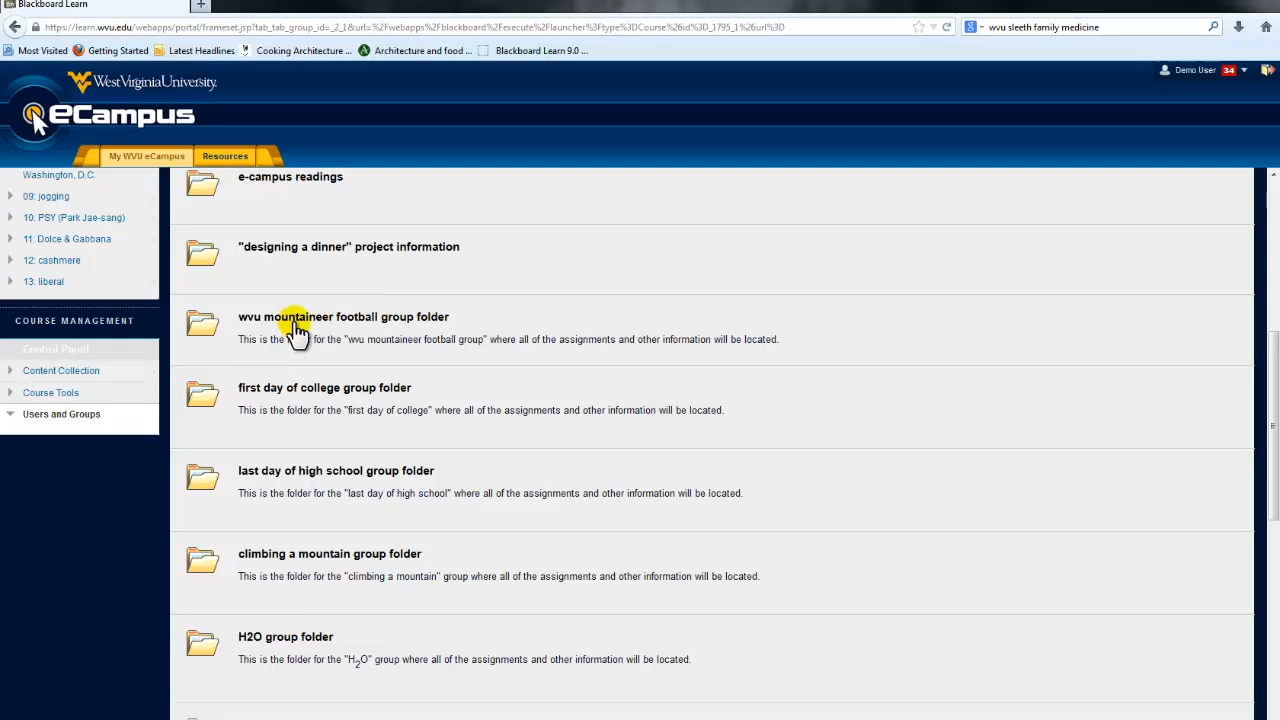 Blackboard Learn
https://learn.wvu.edu/webapps/portal/frameset.jsp?tab_tab_group_id=_2_1&url=%2Fwebapps%2Fblackboard%2Fexecute%2Flauncher%3Ftype%3DCourse%26id%3D_1795_1%26url%3D
wvu sleeth family medicine
Most Visited Getting Started Latest Headlines Cooking Architecture ... Architecture and food ... Blackboard Learn 9.0 ...
West Virginia University
Demo User 34
eCampus
My WVU eCampus Resources
Washington, D.C.
09: jogging
10: PSY (Park Jae-sang)
11: Dolce & Gabbana
12: cashmere
13: liberal
COURSE MANAGEMENT
Control Panel
Content Collection
Course Tools
Users and Groups
e-campus readings
"designing a dinner" project information
wvu mountaineer football group folder
This is the for the "wvu mountaineer football group" where all of the assignments and other information will be located.
first day of college group folder
This is the folder for the "first day of college" where all of the assignments and other information will be located.
last day of high school group folder
This is the folder for the "last day of high school" where all of the assignments and other information will be located.
climbing a mountain group folder
This is the folder for the "climbing a mountain" group where all of the assignments and other information will be located.
H2O group folder
This is the folder for the "H2O" group where all of the assignments and other information will be located.